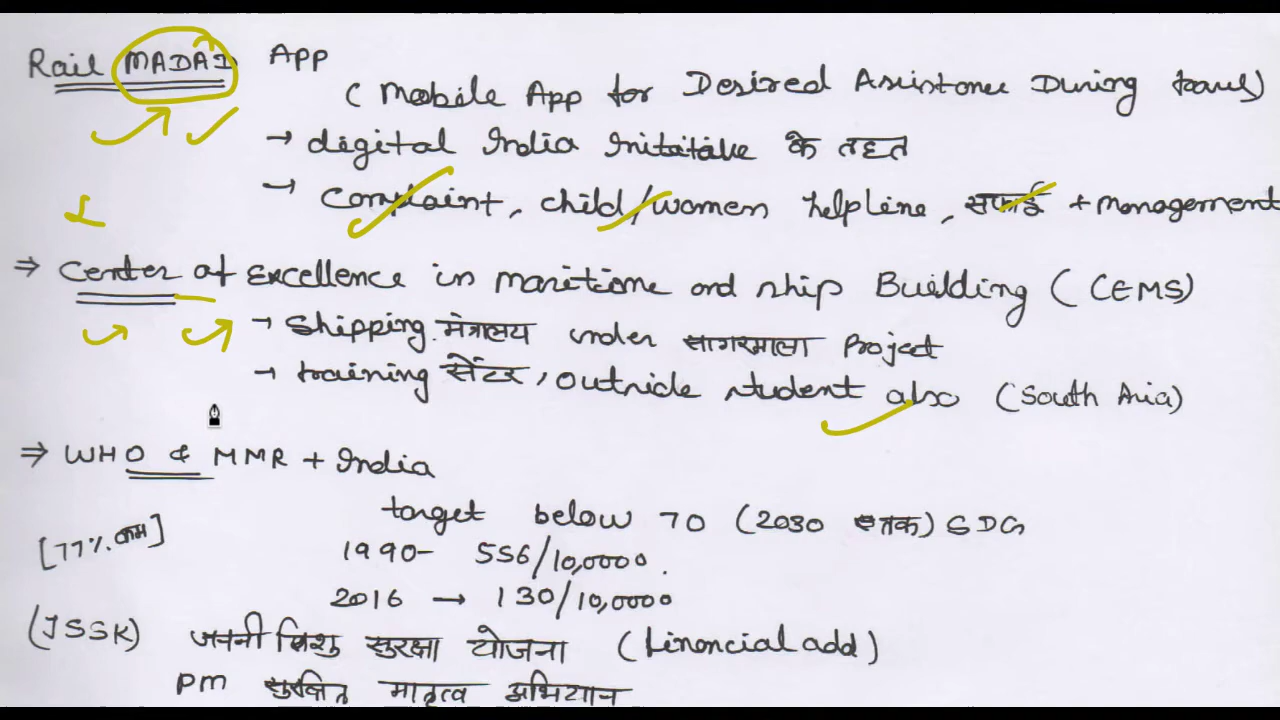 Rail MADAD App
(Mobile App for Desired Assistance During travel)
→ digital India Initiative के तहत
→ Complaint, child/women helpline, सफाई + management
I
⇒ Center of Excellence in Maritime and ship Building (CEMS)
→ Shipping मंत्रालय under सागरमाला Project
→ training सेंटर, outside student also (South Asia)
⇒ WHO & MMR + India
target below 70 (2030 तक) SDG
[77% कम]
1990- 556/10,0000.
2016 → 130/10,0000
(JSSK) जननी शिशु सुरक्षा योजना (financial add)
PM सुरक्षित मातृत्व अभियान